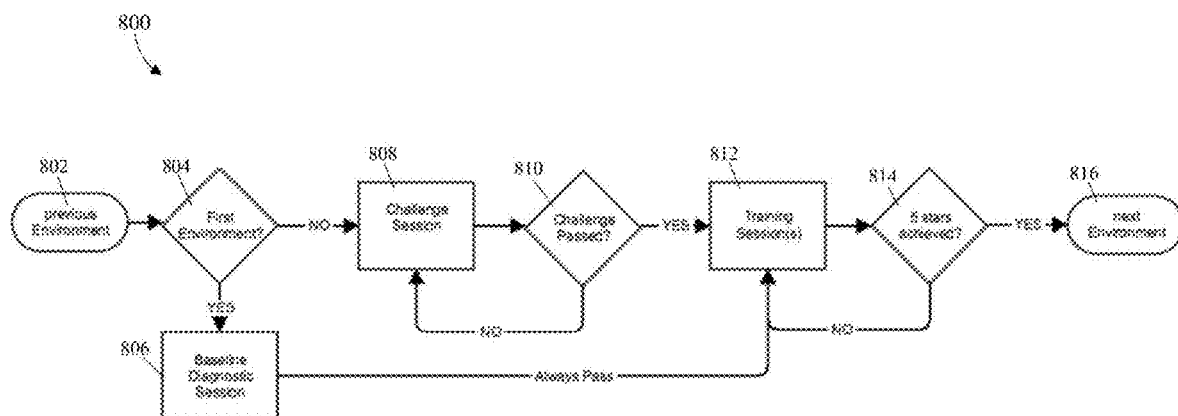 800
802
previous
Environment
804
First
Environment?
NO
YES
806
Baseline
Diagnostic
Session
Always Pass
808
Challenge
Session
810
Challenge
Passed?
NO
YES
812
Training
Session(s)
814
5 stars
achieved?
NO
YES
816
next
Environment